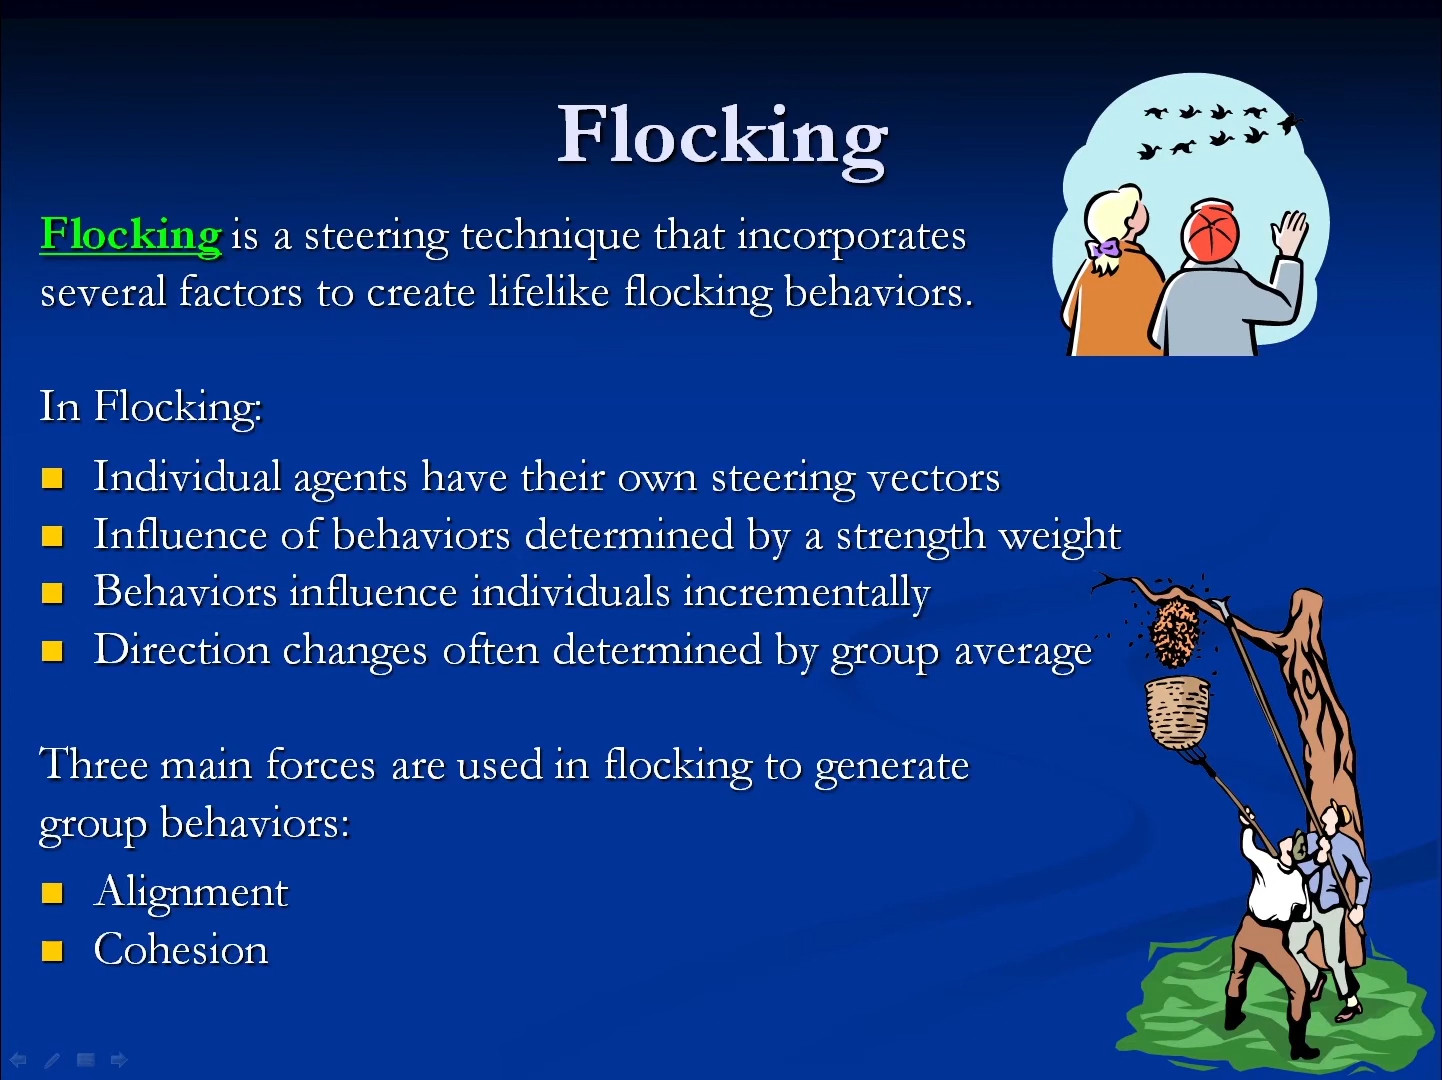 Flocking
Flocking is a steering technique that incorporates
several factors to create lifelike flocking behaviors.
In Flocking:
Individual agents have their own steering vectors
Influence of behaviors determined by a strength weight
Behaviors influence individuals incrementally
Direction changes often determined by group average
Three main forces are used in flocking to generate
group behaviors:
Alignment
Cohesion